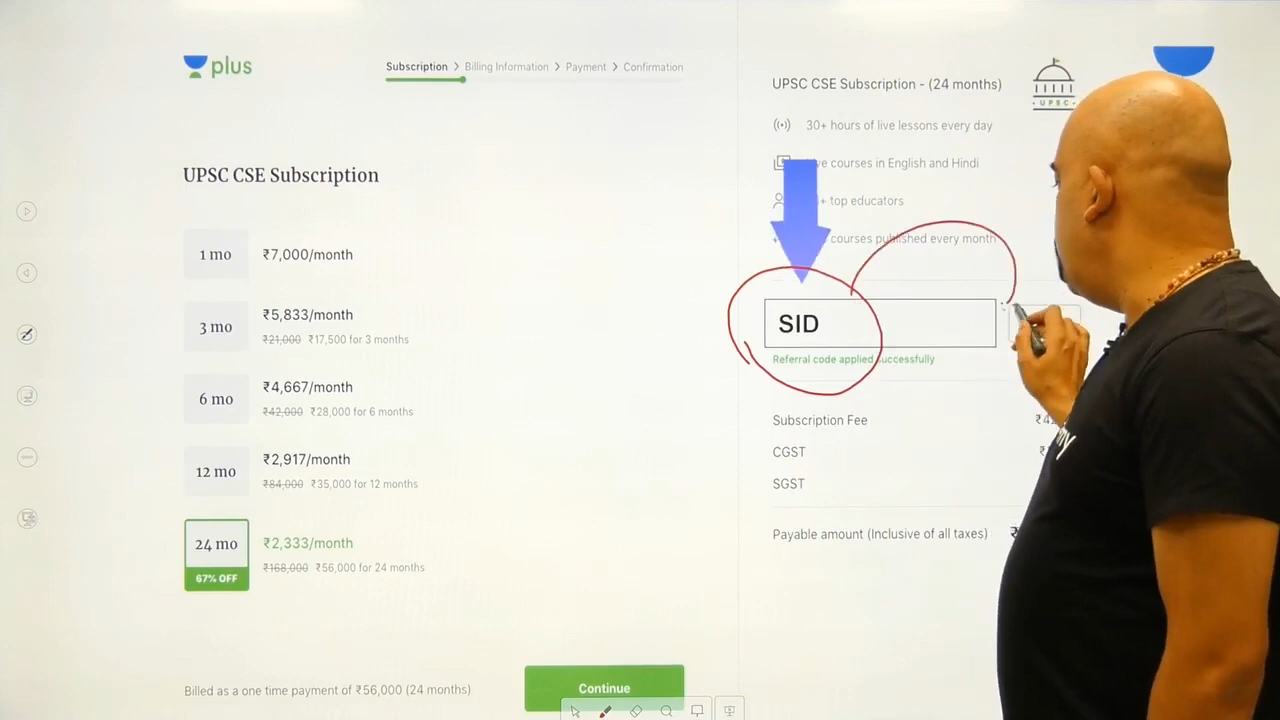 plus
Subscription > Billing Information > Payment > Confirmation
UPSC CSE Subscription
1 mo ₹7,000/month
3 mo ₹5,833/month
₹21,000 ₹17,500 for 3 months
6 mo ₹4,667/month
₹42,000 ₹28,000 for 6 months
12 mo ₹2,917/month
₹84,000 ₹35,000 for 12 months
24 mo ₹2,333/month
67% OFF ₹168,000 ₹56,000 for 24 months
Billed as a one time payment of ₹56,000 (24 months)
Continue
UPSC CSE Subscription - (24 months)
UPSC
30+ hours of live lessons every day
courses in English and Hindi
top educators
courses published every month
SID
Referral code applied successfully
Subscription Fee
CGST
SGST
Payable amount (Inclusive of all taxes) ₹